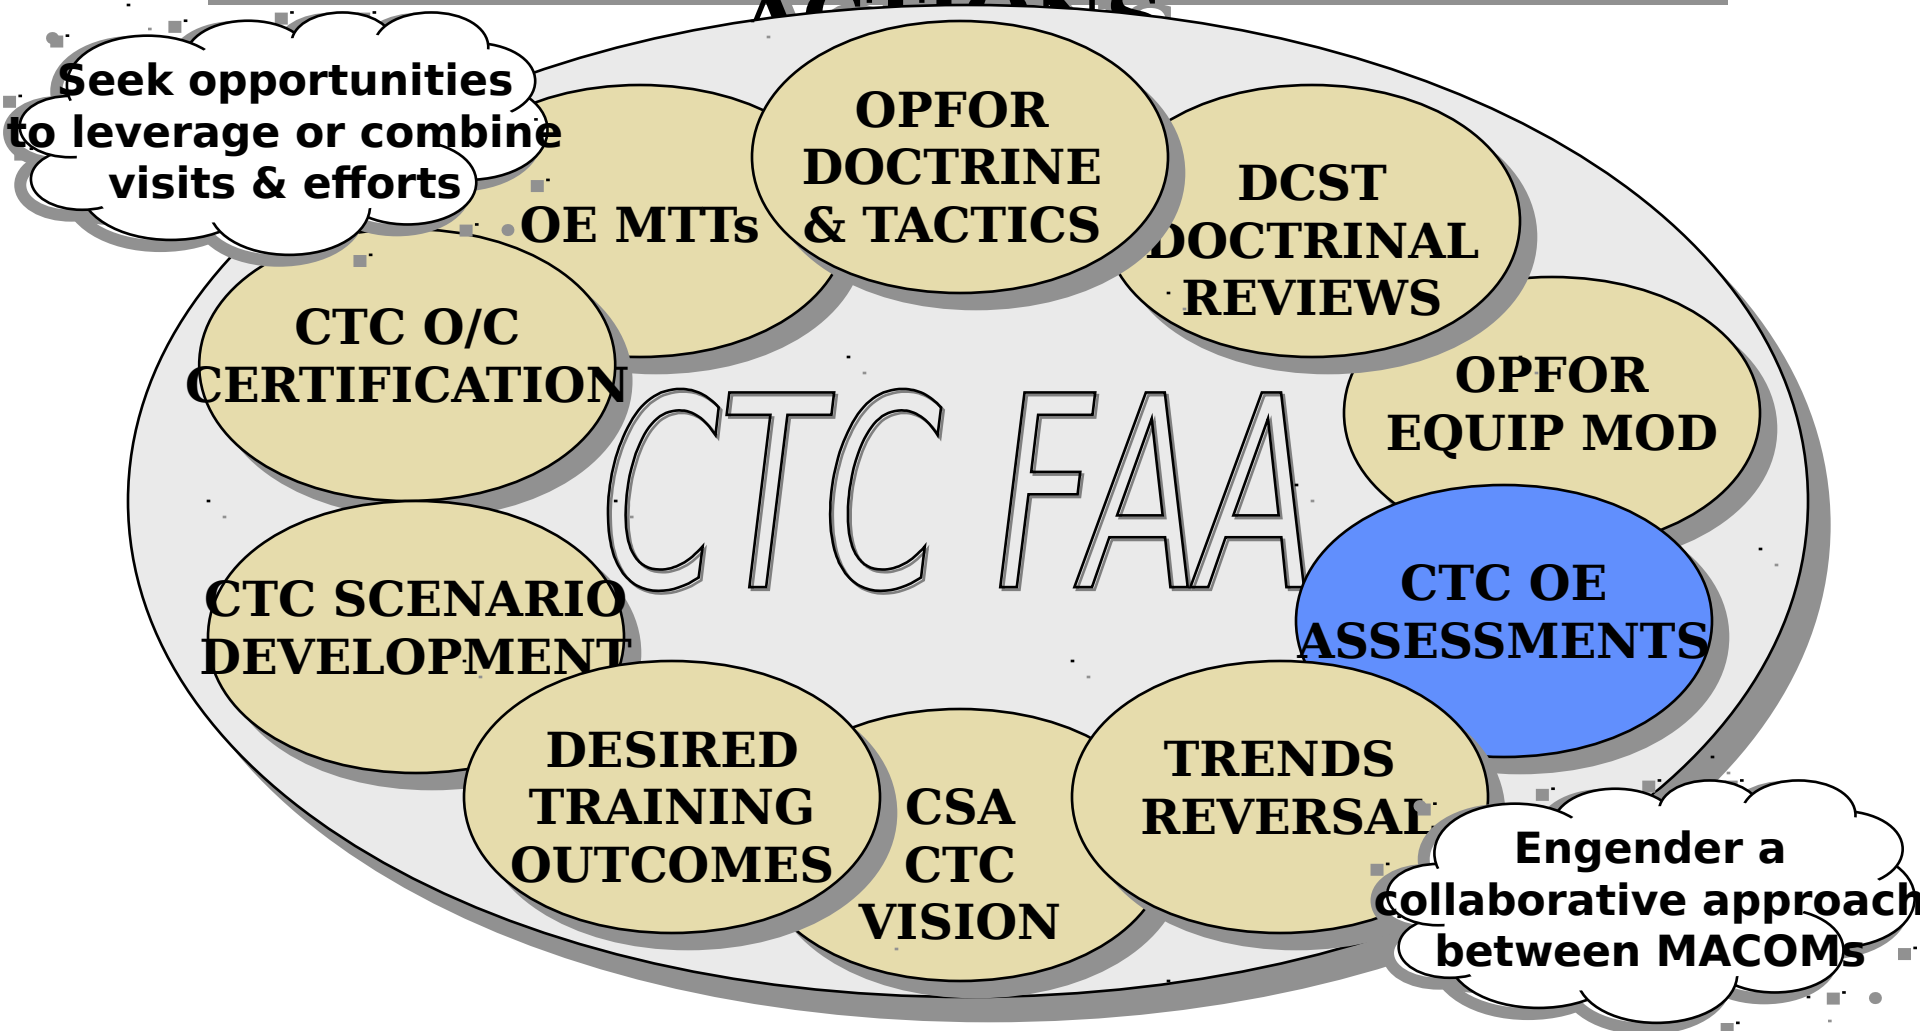 Seek opportunities
to leverage or combine
visits & efforts
OE MTTs
OPFOR
DOCTRINE
& TACTICS
DCST
DOCTRINAL
REVIEWS
CTC O/C
CERTIFICATION
OPFOR
EQUIP MOD
CTC FAA
CTC SCENARIO
DEVELOPMENT
CTC OE
ASSESSMENTS
DESIRED
TRAINING
OUTCOMES
CSA
CTC
VISION
TRENDS
REVERSAL
Engender a
collaborative approach
between MACOMs